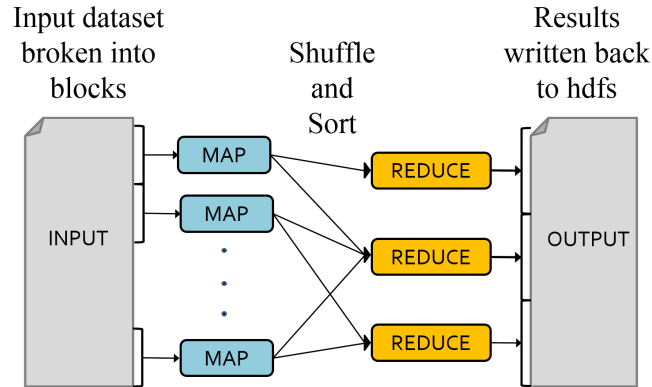 Input dataset
broken into
blocks
Shuffle
and
Sort
Results
written back
to hdfs
INPUT
MAP
MAP
MAP
REDUCE
REDUCE
REDUCE
OUTPUT